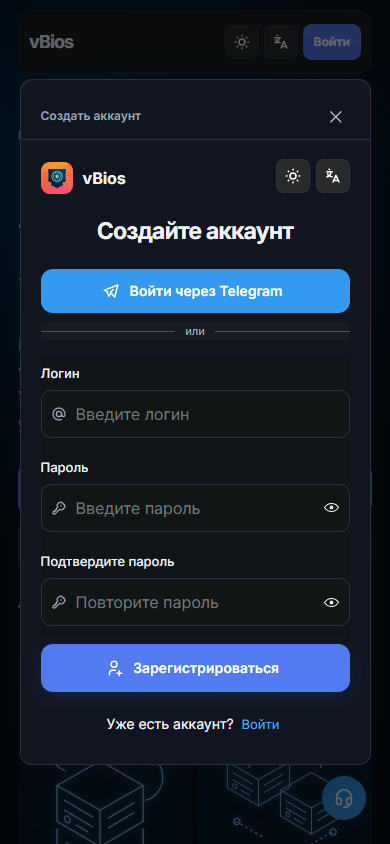 vBios
Войти
Создать аккаунт
vBios
Создайте аккаунт
Войти через Telegram
или
Логин
Введите логин
Пароль
Введите пароль
Подтвердите пароль
Повторите пароль
Зарегистрироваться
Уже есть аккаунт? Войти